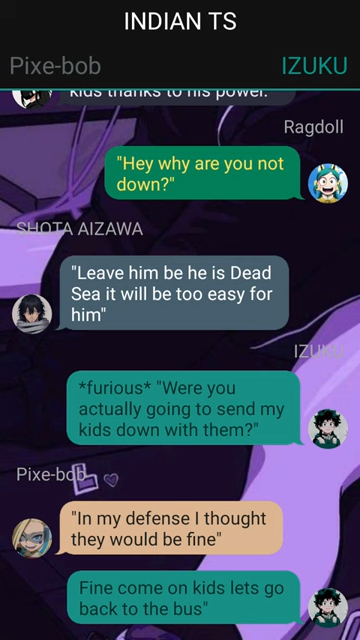 INDIAN TS
Pixe-bob
IZUKU
kids thanks to his power.
Ragdoll
"Hey why are you not
down?"
SHOTA AIZAWA
"Leave him be he is Dead
Sea it will be too easy for
him"
IZUKU
*furious* "Were you
actually going to send my
kids down with them?"
Pixe-bob
"In my defense I thought
they would be fine"
Fine come on kids lets go
back to the bus"